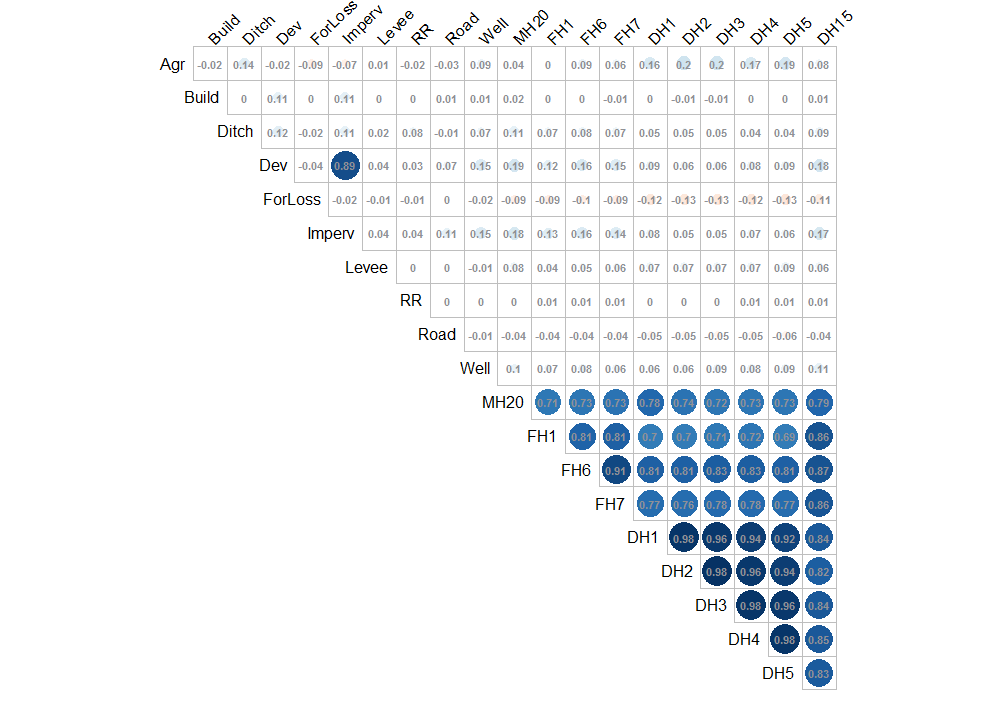 Build Ditch Dev ForLoss Imperv Levee RR Road Well MH20 FH1 FH6 FH7 DH1 DH2 DH3 DH4 DH5 DH15
Agr -0.02 0.14 -0.02 -0.09 -0.07 0.01 -0.02 -0.03 0.09 0.04 0 0.09 0.06 0.16 0.2 0.2 0.17 0.19 0.08
Build 0 0.11 0 0.11 0 0 0.01 0.01 0.02 0 0 -0.01 0 -0.01 -0.01 0 0 0.01
Ditch 0.12 -0.02 0.11 0.02 0.08 -0.01 0.07 0.11 0.07 0.08 0.07 0.05 0.05 0.05 0.04 0.04 0.09
Dev -0.04 0.89 0.04 0.03 0.07 0.15 0.19 0.12 0.16 0.15 0.09 0.06 0.06 0.08 0.09 0.18
ForLoss -0.02 -0.01 -0.01 0 -0.02 -0.09 -0.09 -0.1 -0.09 -0.12 -0.13 -0.13 -0.12 -0.13 -0.11
Imperv 0.04 0.04 0.11 0.15 0.18 0.13 0.16 0.14 0.08 0.05 0.05 0.07 0.06 0.17
Levee 0 0 -0.01 0.08 0.04 0.05 0.06 0.07 0.07 0.07 0.07 0.09 0.06
RR 0 0 0 0.01 0.01 0.01 0 0 0 0.01 0.01 0.01
Road -0.01 -0.04 -0.04 -0.04 -0.04 -0.05 -0.05 -0.05 -0.05 -0.06 -0.04
Well 0.1 0.07 0.08 0.06 0.06 0.06 0.09 0.08 0.09 0.11
MH20 0.71 0.73 0.73 0.78 0.74 0.72 0.73 0.73 0.79
FH1 0.81 0.81 0.7 0.7 0.71 0.72 0.69 0.86
FH6 0.91 0.81 0.81 0.83 0.83 0.81 0.87
FH7 0.77 0.76 0.78 0.78 0.77 0.86
DH1 0.98 0.96 0.94 0.92 0.84
DH2 0.98 0.96 0.94 0.82
DH3 0.98 0.96 0.84
DH4 0.98 0.85
DH5 0.83